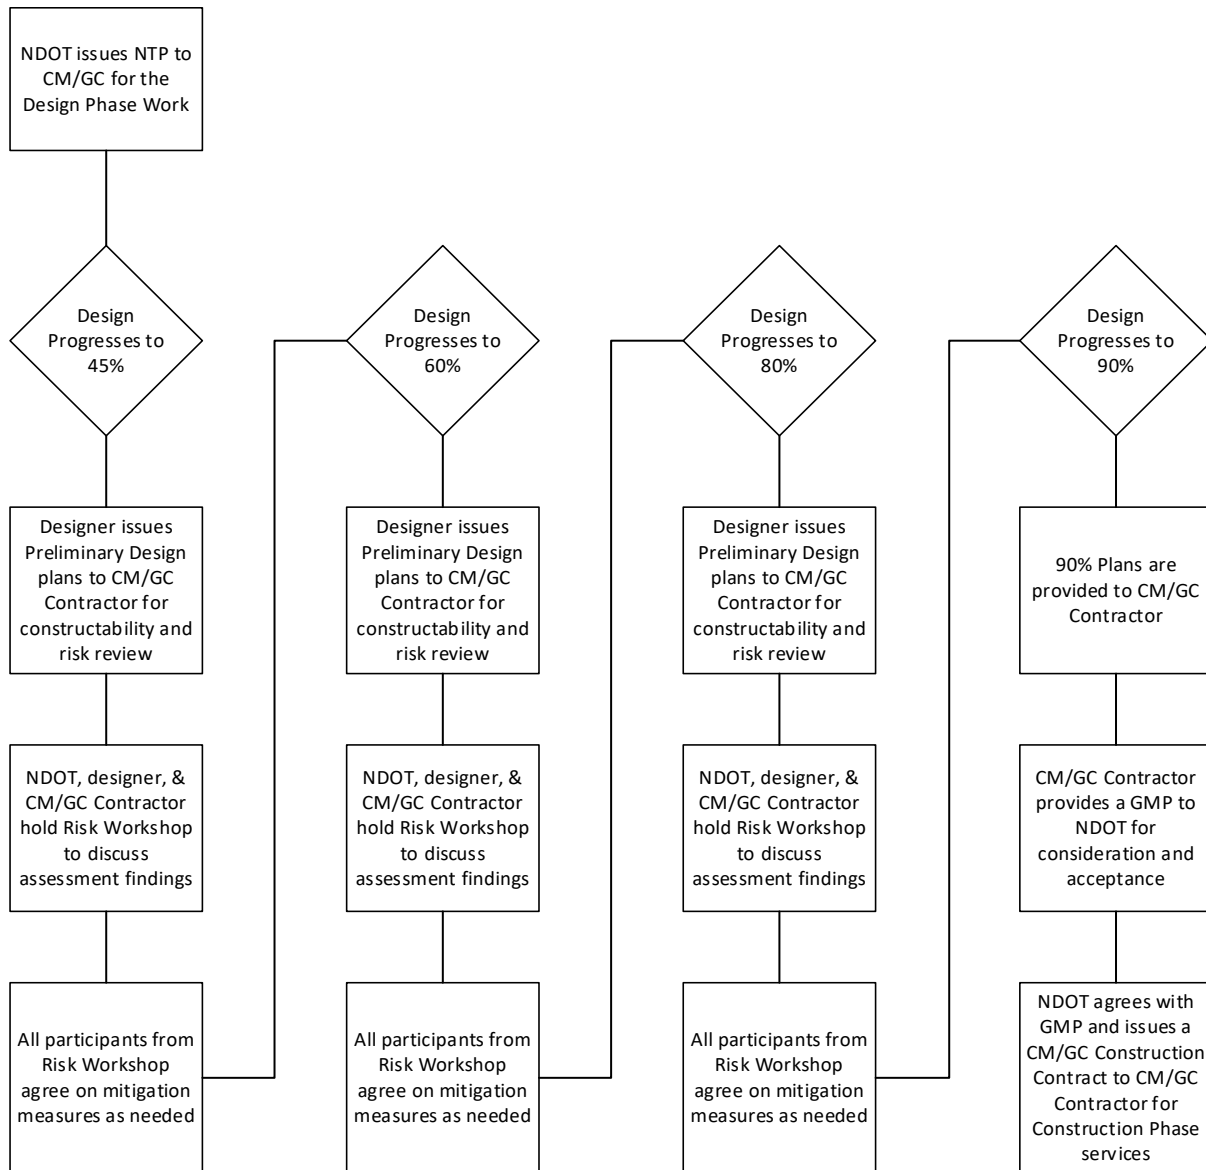 NDOT issues NTP to
CM/GC for the
Design Phase Work
Design
Progresses to
45%
Designer issues
Preliminary Design
plans to CM/GC
Contractor for
constructability and
risk review
NDOT, designer, &
CM/GC Contractor
hold Risk Workshop
to discuss
assessment findings
All participants from
Risk Workshop
agree on mitigation
measures as needed
Design
Progresses to
60%
Designer issues
Preliminary Design
plans to CM/GC
Contractor for
constructability and
risk review
NDOT, designer, &
CM/GC Contractor
hold Risk Workshop
to discuss
assessment findings
All participants from
Risk Workshop
agree on mitigation
measures as needed
Design
Progresses to
80%
Designer issues
Preliminary Design
plans to CM/GC
Contractor for
constructability and
risk review
NDOT, designer, &
CM/GC Contractor
hold Risk Workshop
to discuss
assessment findings
All participants from
Risk Workshop
agree on mitigation
measures as needed
Design
Progresses to
90%
90% Plans are
provided to CM/GC
Contractor
CM/GC Contractor
provides a GMP to
NDOT for
consideration and
acceptance
NDOT agrees with
GMP and issues a
CM/GC Construction
Contract to CM/GC
Contractor for
Construction Phase
services